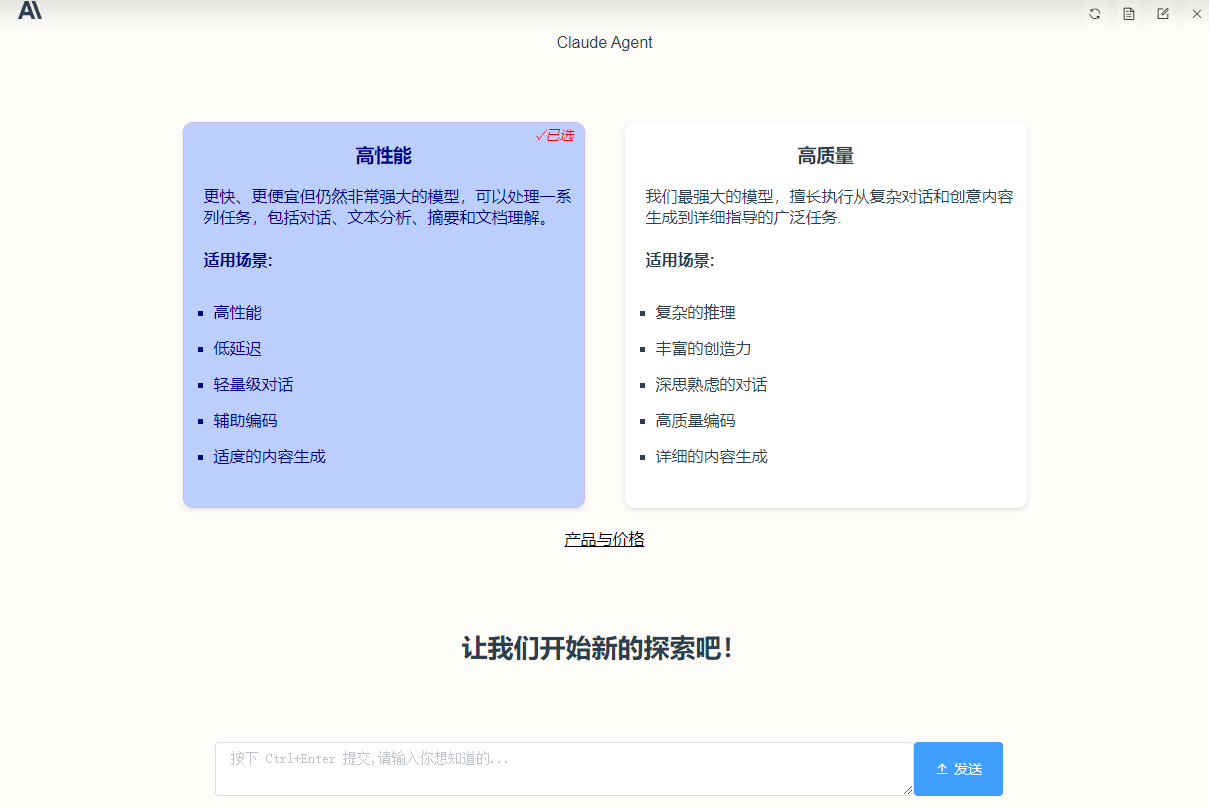 Claude Agent
✓已选
高性能
更快、更便宜但仍然非常强大的模型，可以处理一系
列任务，包括对话、文本分析、摘要和文档理解。
适用场景:
高性能
低延迟
轻量级对话
辅助编码
适度的内容生成
高质量
我们最强大的模型，擅长执行从复杂对话和创意内容
生成到详细指导的广泛任务.
适用场景:
复杂的推理
丰富的创造力
深思熟虑的对话
高质量编码
详细的内容生成
产品与价格
让我们开始新的探索吧！
按下 Ctrl+Enter 提交,请输入你想知道的...
发送